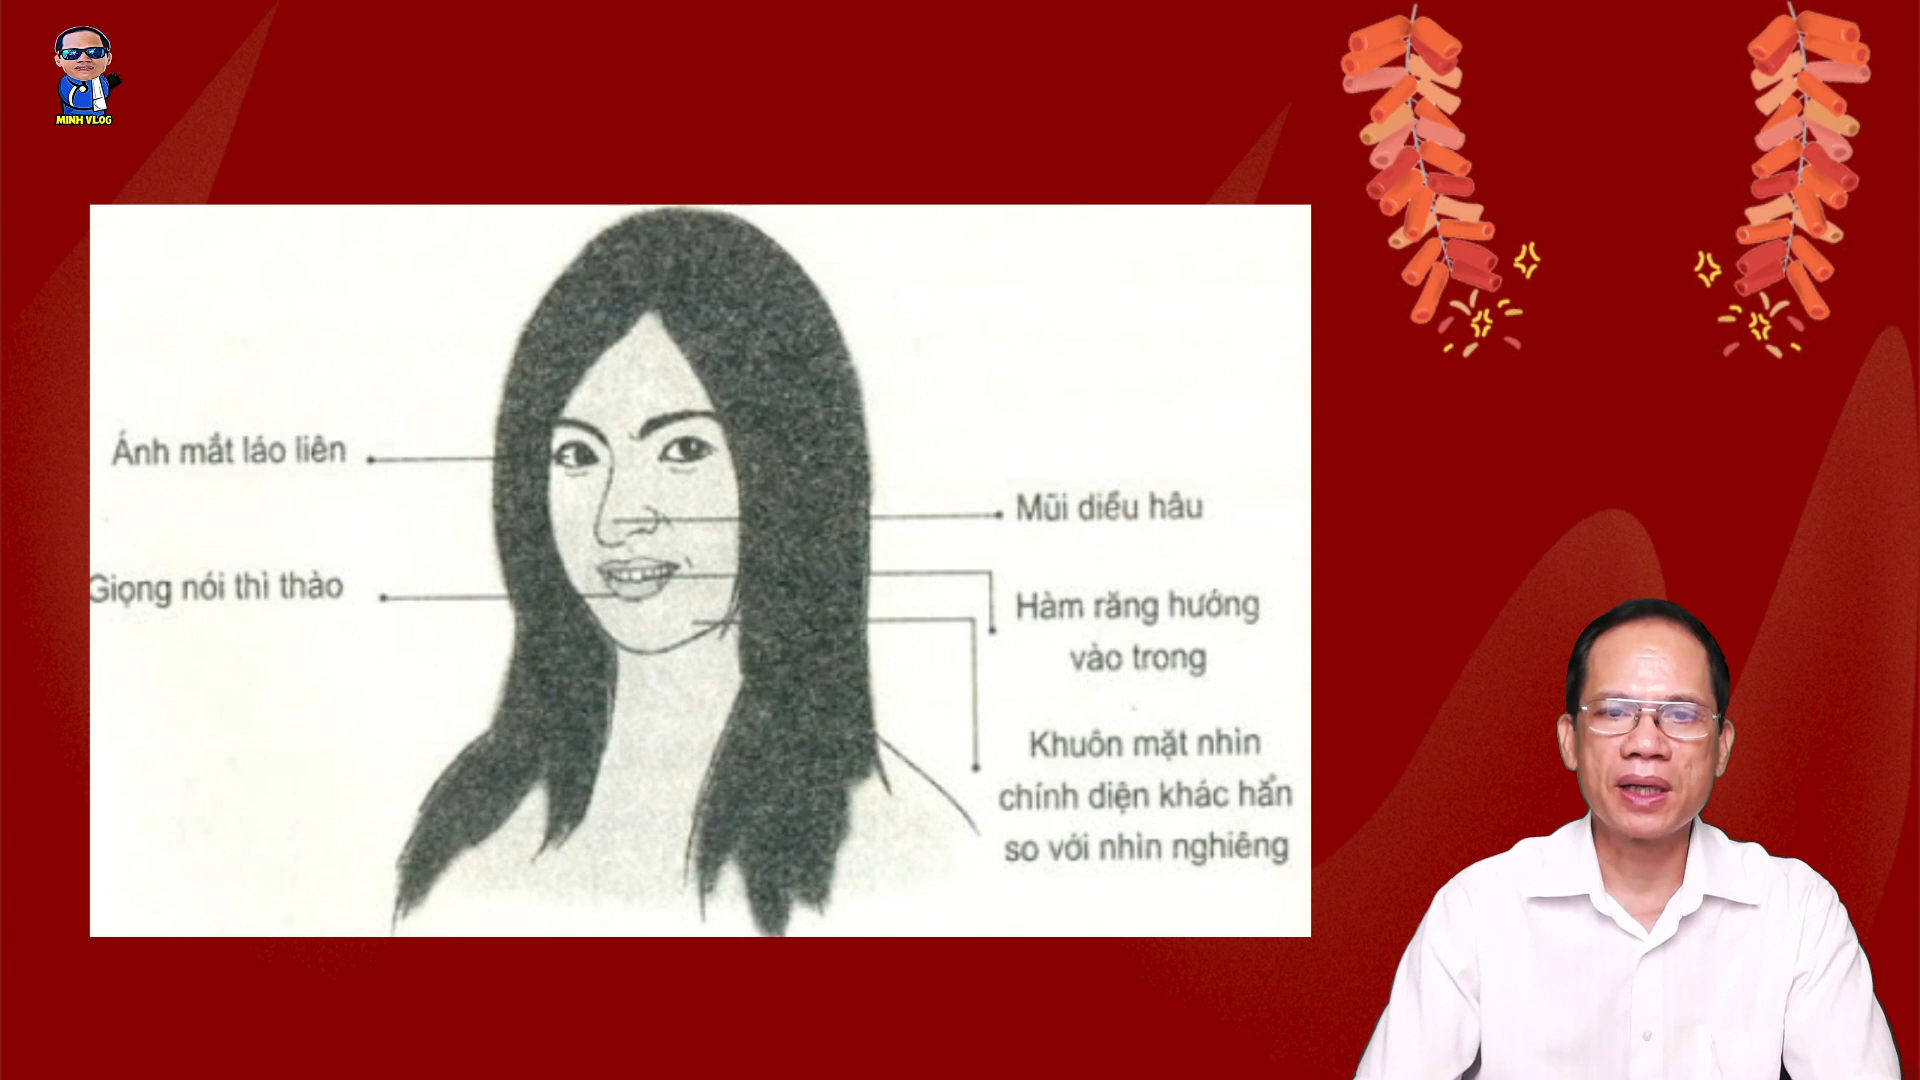 MINH VLOG
Ánh mắt láo liên
Giọng nói thì thào
Mũi diều hâu
Hàm răng hướng
vào trong
Khuôn mặt nhìn
chính diện khác hẳn
so với nhìn nghiêng